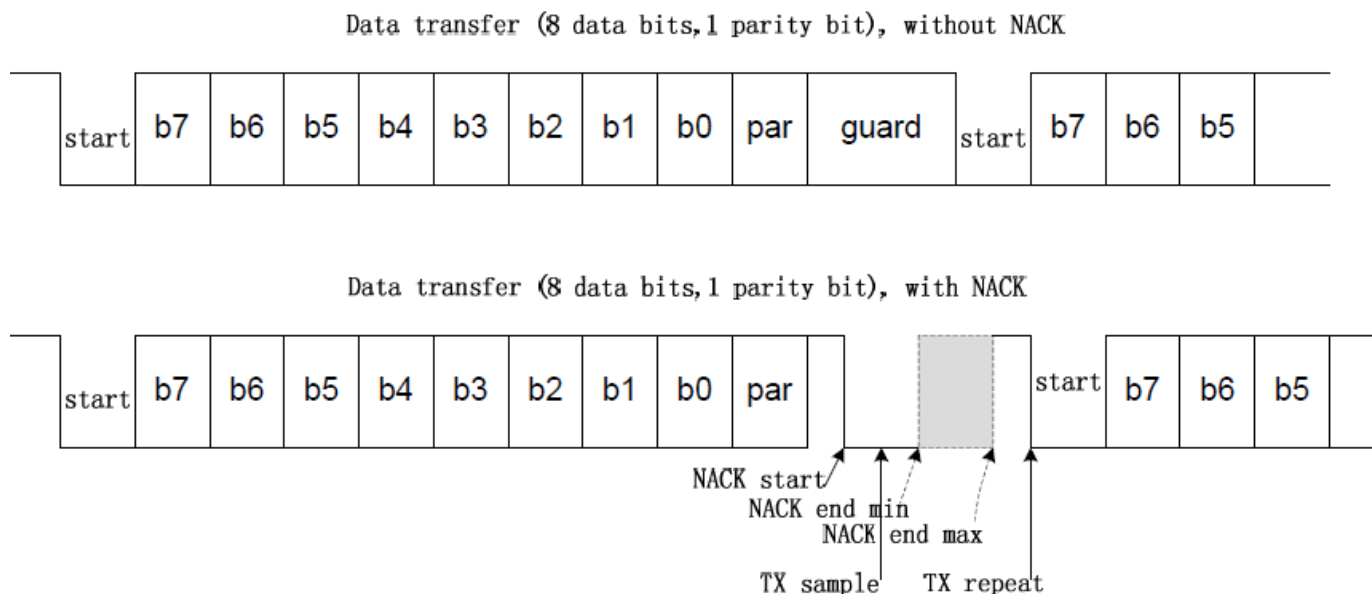 Data transfer (8 data bits,1 parity bit), without NACK
start b7 b6 b5 b4 b3 b2 b1 b0 par guard start b7 b6 b5
Data transfer (8 data bits,1 parity bit), with NACK
start b7 b6 b5 b4 b3 b2 b1 b0 par start b7 b6 b5
NACK start
NACK end min
NACK end max
TX sample TX repeat